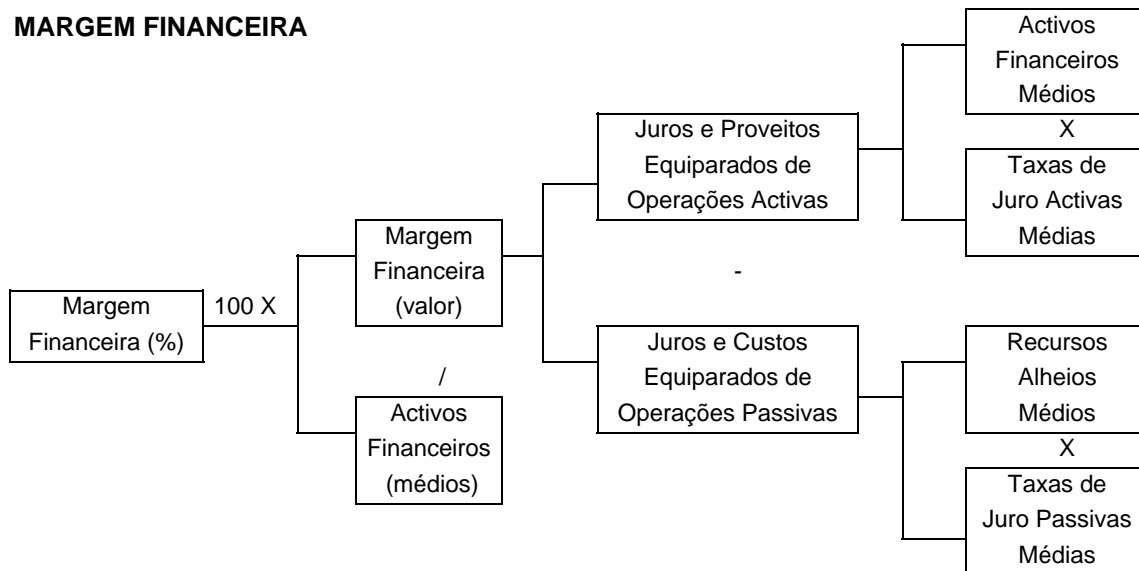 MARGEM FINANCEIRA
Margem
Financeira (%)
100 X
Margem
Financeira
(valor)
/
Activos
Financeiros
(médios)
Juros e Proveitos
Equiparados de
Operações Activas
-
Juros e Custos
Equiparados de
Operações Passivas
Activos
Financeiros
Médios
X
Taxas de
Juro Activas
Médias
Recursos
Alheios
Médios
X
Taxas de
Juro Passivas
Médias